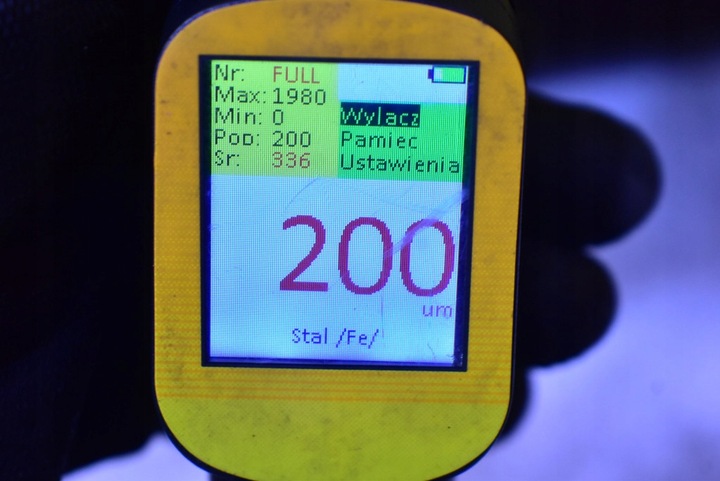 Nr: FULL
Max: 1980
Min: 0
Pop: 200
Sr: 336
Wylacz
Pamiec
Ustawienia
200
um
Stal /Fe/